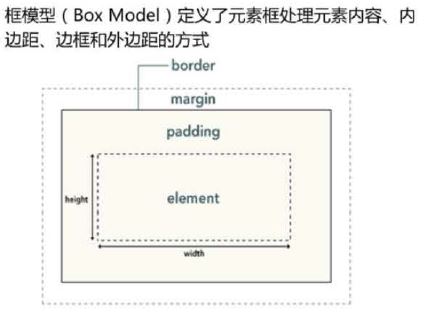 框模型（Box Model）定义了元素框处理元素内容、内
边距、边框和外边距的方式
border
margin
padding
element
height
width